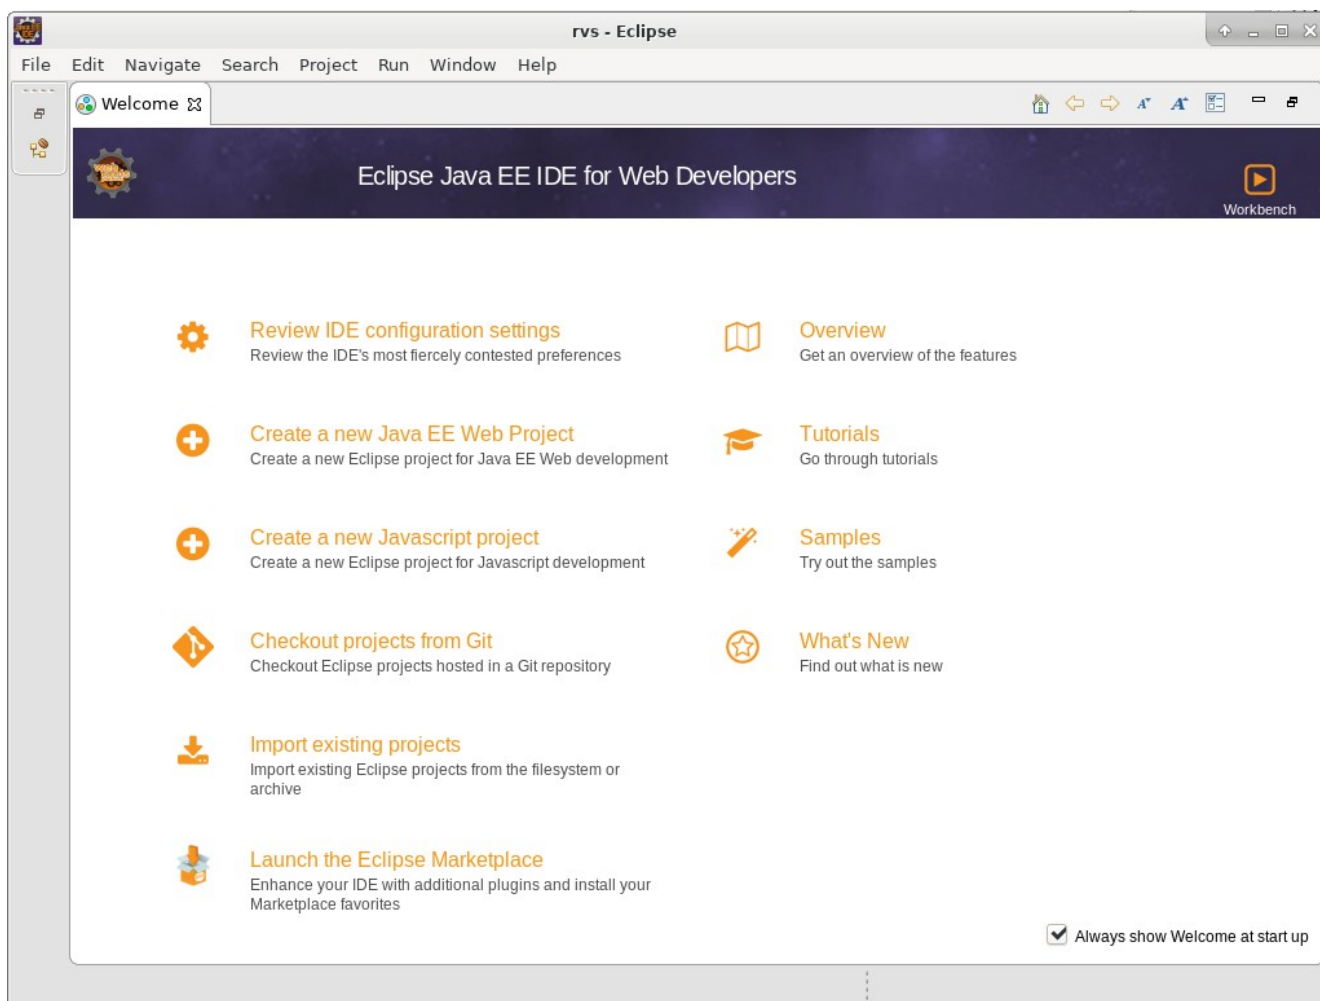 rvs - Eclipse
File Edit Navigate Search Project Run Window Help
Welcome
Eclipse Java EE IDE for Web Developers
Workbench
Review IDE configuration settings
Review the IDE's most fiercely contested preferences
Overview
Get an overview of the features
Create a new Java EE Web Project
Create a new Eclipse project for Java EE Web development
Tutorials
Go through tutorials
Create a new Javascript project
Create a new Eclipse project for Javascript development
Samples
Try out the samples
Checkout projects from Git
Checkout Eclipse projects hosted in a Git repository
What's New
Find out what is new
Import existing projects
Import existing Eclipse projects from the filesystem or
archive
Launch the Eclipse Marketplace
Enhance your IDE with additional plugins and install your
Marketplace favorites
Always show Welcome at start up